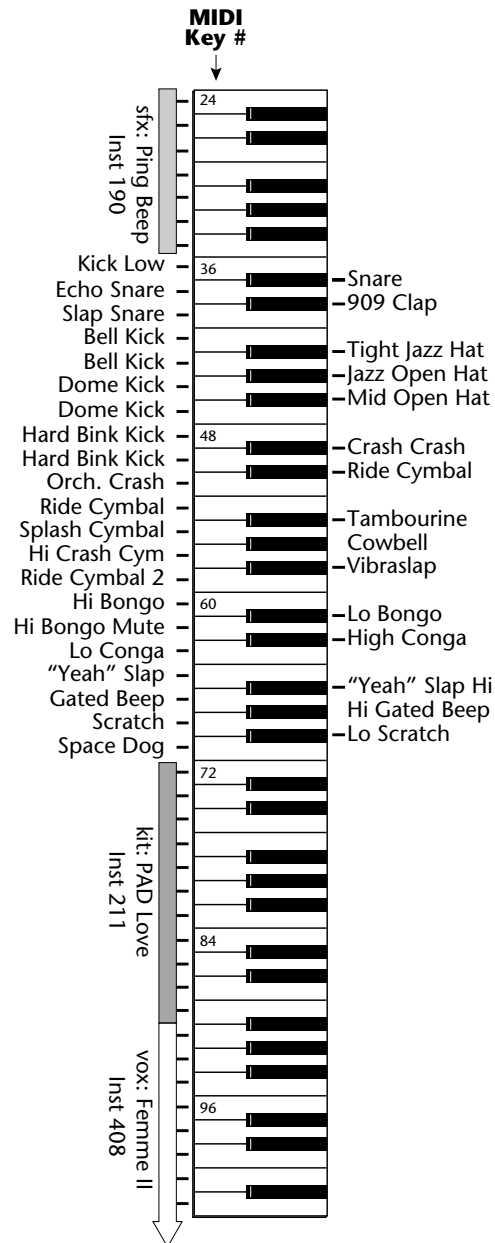 MIDI
Key #
24
sfx: Ping Beep
Inst 190
Kick Low
36
Snare
Echo Snare
909 Clap
Slap Snare
Bell Kick
Tight Jazz Hat
Bell Kick
Jazz Open Hat
Dome Kick
Mid Open Hat
Dome Kick
Hard Bink Kick
48
Crash Crash
Hard Bink Kick
Ride Cymbal
Orch. Crash
Ride Cymbal
Tambourine
Splash Cymbal
Cowbell
Hi Crash Cym
Vibraslap
Ride Cymbal 2
Hi Bongo
60
Lo Bongo
Hi Bongo Mute
High Conga
Lo Conga
“Yeah” Slap
“Yeah” Slap Hi
Gated Beep
Hi Gated Beep
Scratch
Lo Scratch
Space Dog
72
kit: PAD Love
Inst 211
84
vox: Femme II
Inst 408
96